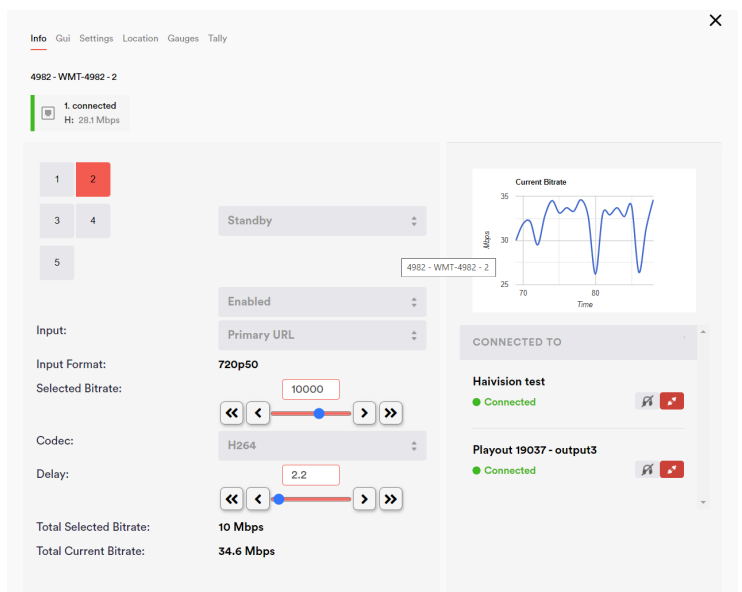 Info Gui Settings Location Gauges Tally
4982 - WMT-4982 - 2
1. connected
H: 28.1 Mbps
1 2
3 4
5
Standby
Enabled
Input: Primary URL
Input Format: 720p50
Selected Bitrate: 10000
Codec: H264
Delay: 2.2
Total Selected Bitrate: 10 Mbps
Total Current Bitrate: 34.6 Mbps
4982 - WMT-4982 - 2
Current Bitrate
35
30
25
Mbps
70 80
Time
CONNECTED TO
Haivision test
Connected
Playout 19037 - output3
Connected